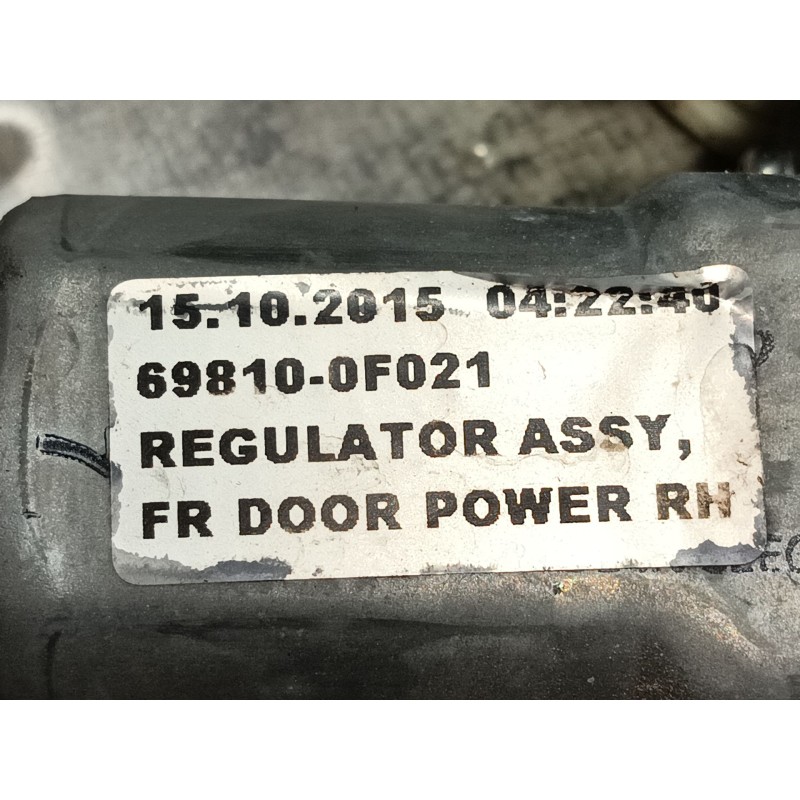 15.10.2015 04:22:40
69810-0F021
REGULATOR ASSY,
FR DOOR POWER RH